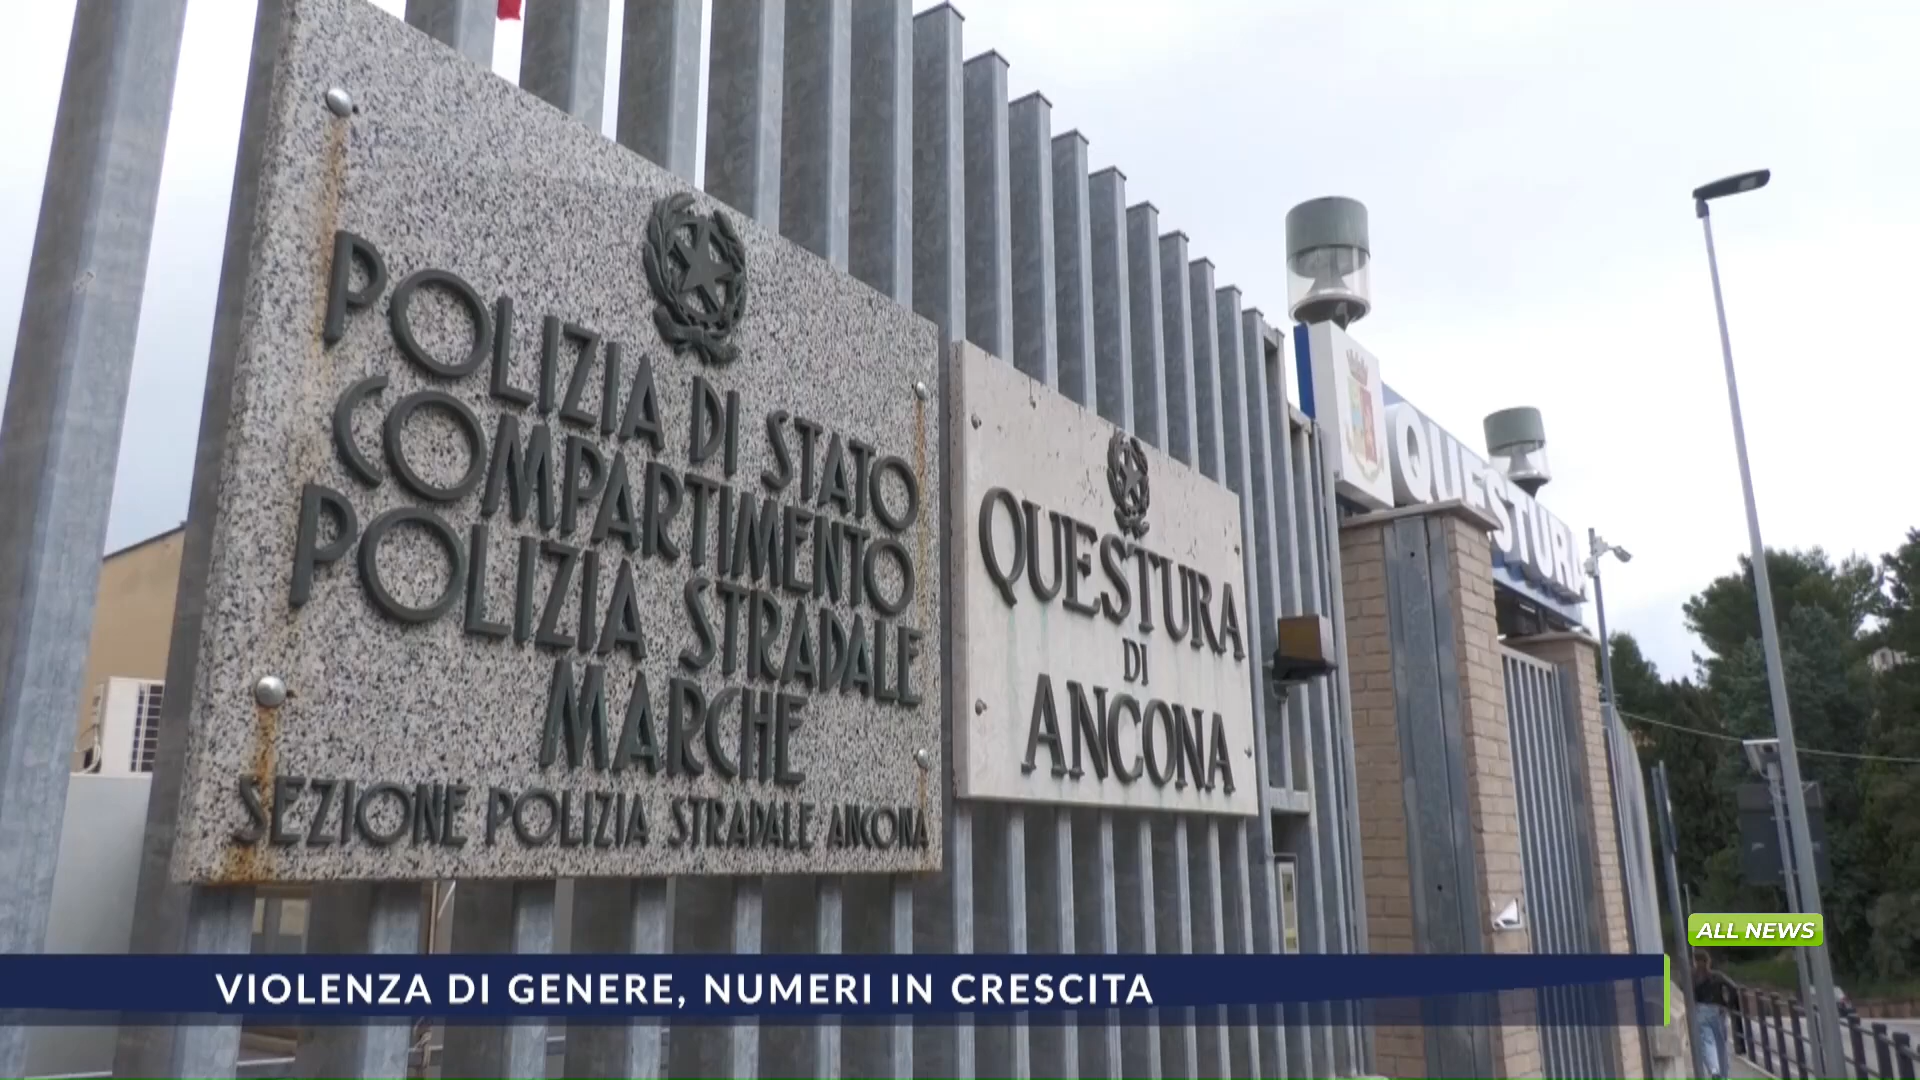 POLIZIA DI STATO
COMPARTIMENTO
POLIZIA STRADALE
MARCHE
SEZIONE POLIZIA STRADALE ANCONA
QUESTURA
DI
ANCONA
QUESTURA
ALL NEWS
VIOLENZA DI GENERE, NUMERI IN CRESCITA